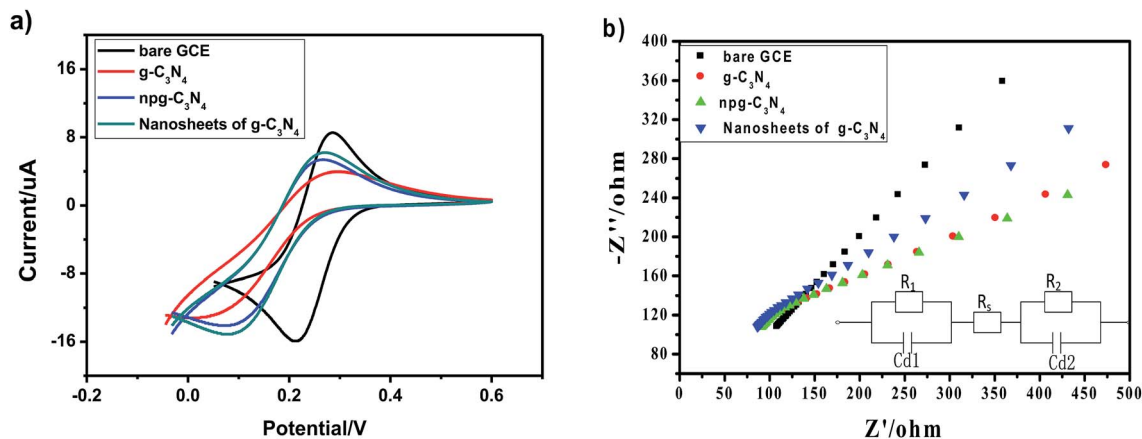 a)
bare GCE
g-C₃N₄
npg-C₃N₄
Nanosheets of g-C₃N₄
16
8
0
-8
-16
Current/uA
-0.2
0.0
0.2
0.4
0.6
Potential/V
b)
bare GCE
g-C₃N₄
npg-C₃N₄
Nanosheets of g-C₃N₄
400
360
320
280
240
200
160
120
80
-Z''/ohm
R₁
Cd1
Rₛ
R₂
Cd2
0
50
100
150
200
250
300
350
400
450
500
Z'/ohm